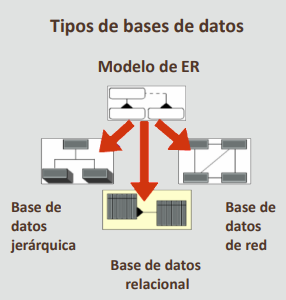 Tipos de bases de datos
Modelo de ER
Base de
datos
jerárquica
Base de datos
relacional
Base de
datos
de red